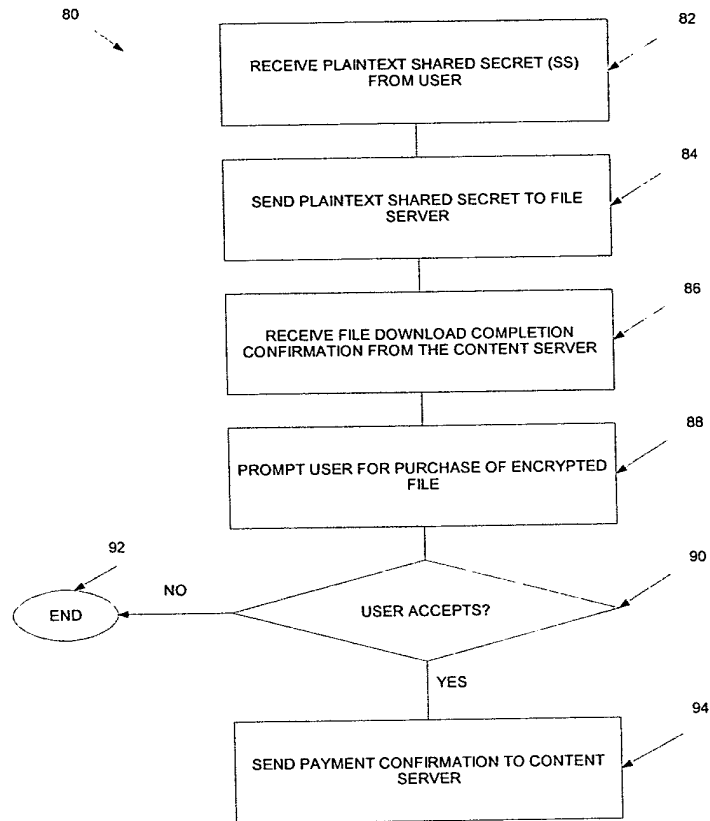 80
82
RECEIVE PLAINTEXT SHARED SECRET (SS)
FROM USER
84
SEND PLAINTEXT SHARED SECRET TO FILE
SERVER
86
RECEIVE FILE DOWNLOAD COMPLETION
CONFIRMATION FROM THE CONTENT SERVER
88
PROMPT USER FOR PURCHASE OF ENCRYPTED
FILE
92
90
NO
END
USER ACCEPTS?
YES
94
SEND PAYMENT CONFIRMATION TO CONTENT
SERVER